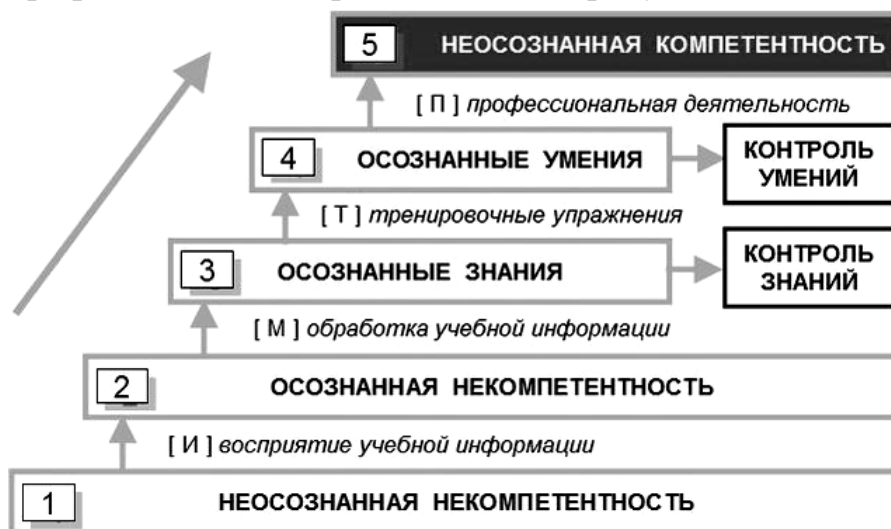 5 НЕОСОЗНАННАЯ КОМПЕТЕНТНОСТЬ
[ П ] профессиональная деятельность
4 ОСОЗНАННЫЕ УМЕНИЯ
КОНТРОЛЬ
УМЕНИЙ
[ Т ] тренировочные упражнения
3 ОСОЗНАННЫЕ ЗНАНИЯ
КОНТРОЛЬ
ЗНАНИЙ
[ М ] обработка учебной информации
2 ОСОЗНАННАЯ НЕКОМПЕТЕНТНОСТЬ
[ И ] восприятие учебной информации
1 НЕОСОЗНАННАЯ НЕКОМПЕТЕНТНОСТЬ